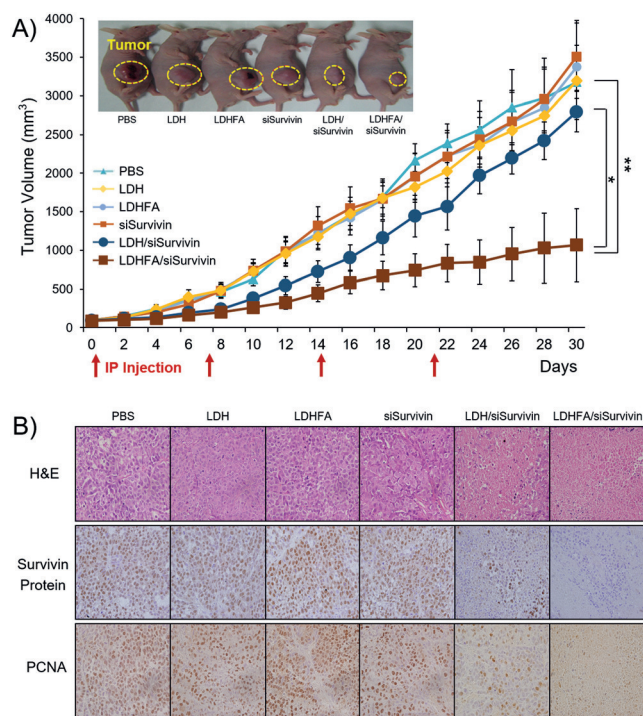 A)
Tumor Volume (mm³)
4000
3500
3000
2500
2000
1500
1000
500
0
Tumor
PBS LDH LDHFA siSurvivin LDH/siSurvivin LDHFA/siSurvivin
PBS
LDH
LDHFA
siSurvivin
LDH/siSurvivin
LDHFA/siSurvivin
*
**
0 2 4 6 8 10 12 14 16 18 20 22 24 26 28 30
IP Injection
Days
B)
PBS LDH LDHFA siSurvivin LDH/siSurvivin LDHFA/siSurvivin
H&E
Survivin
Protein
PCNA